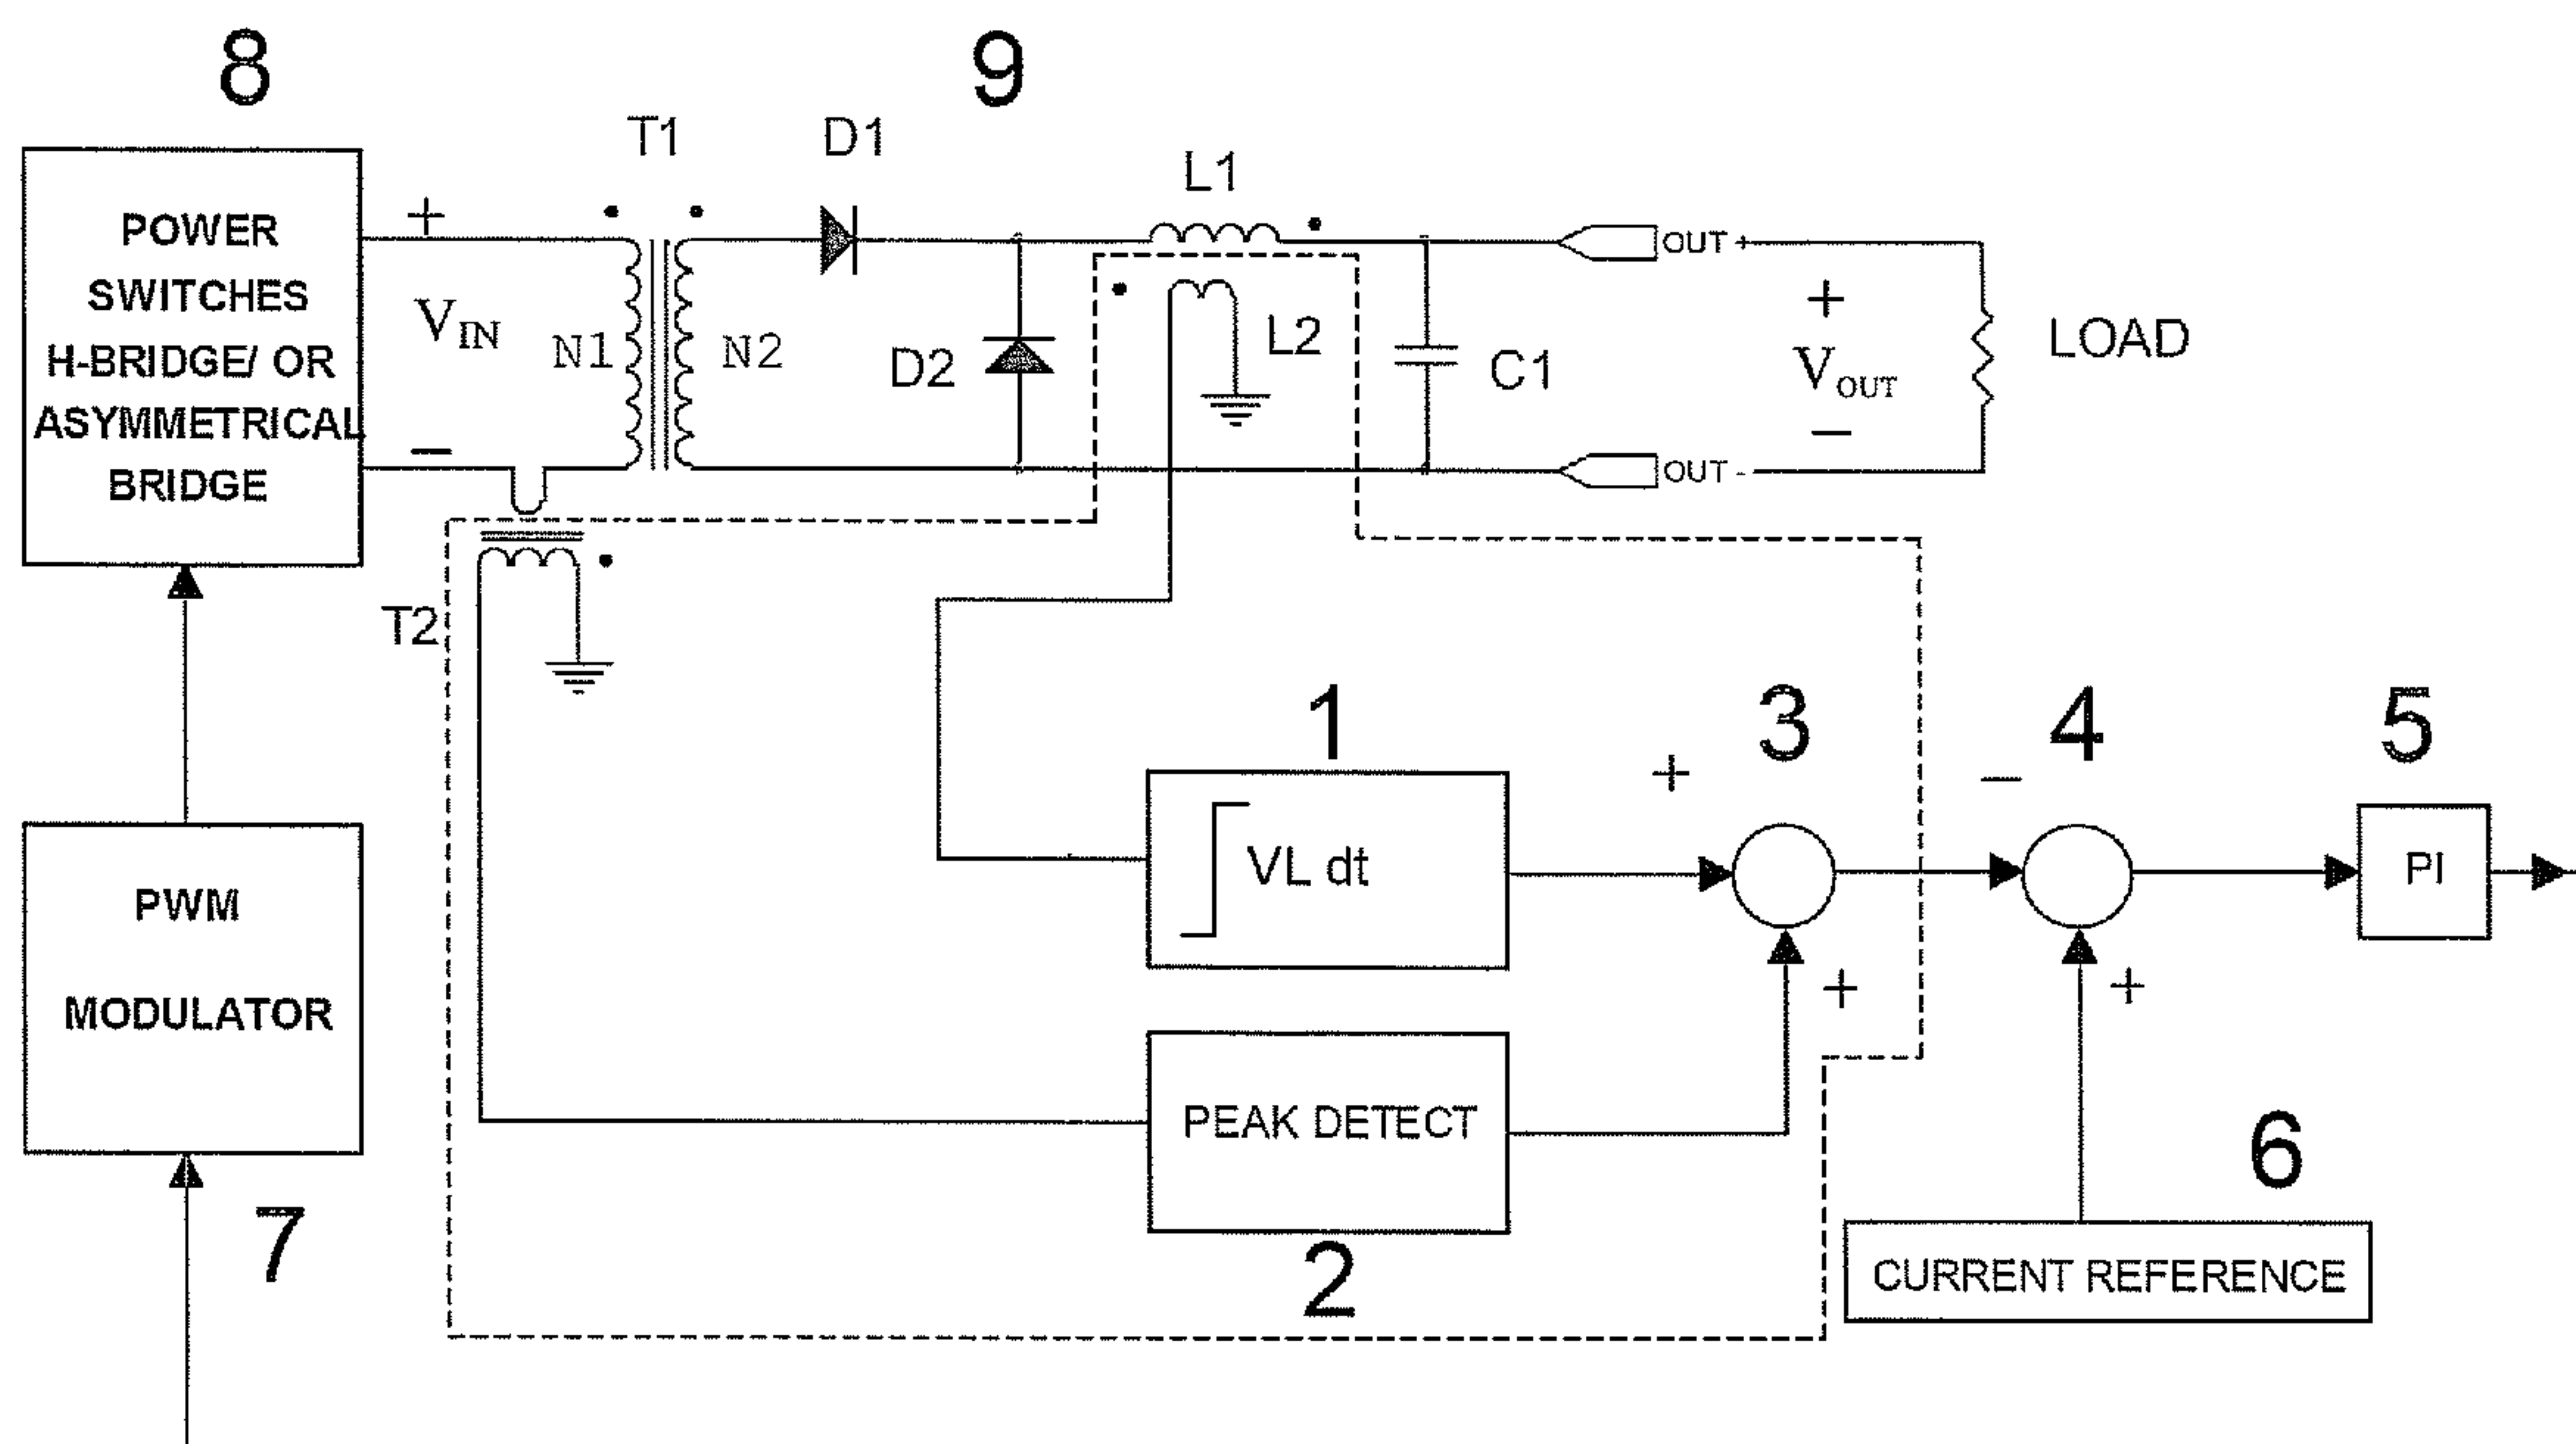 8
9
T1
D1
L1
POWER
SWITCHES
H-BRIDGE/ OR
ASYMMETRICAL
BRIDGE
+
VIN
−
N1
N2
D2
L2
C1
OUT +
OUT -
+
VOUT
−
LOAD
T2
1
3
4
5
+
−
VL dt
PI
PWM
MODULATOR
+
+
PEAK DETECT
2
6
CURRENT REFERENCE
7